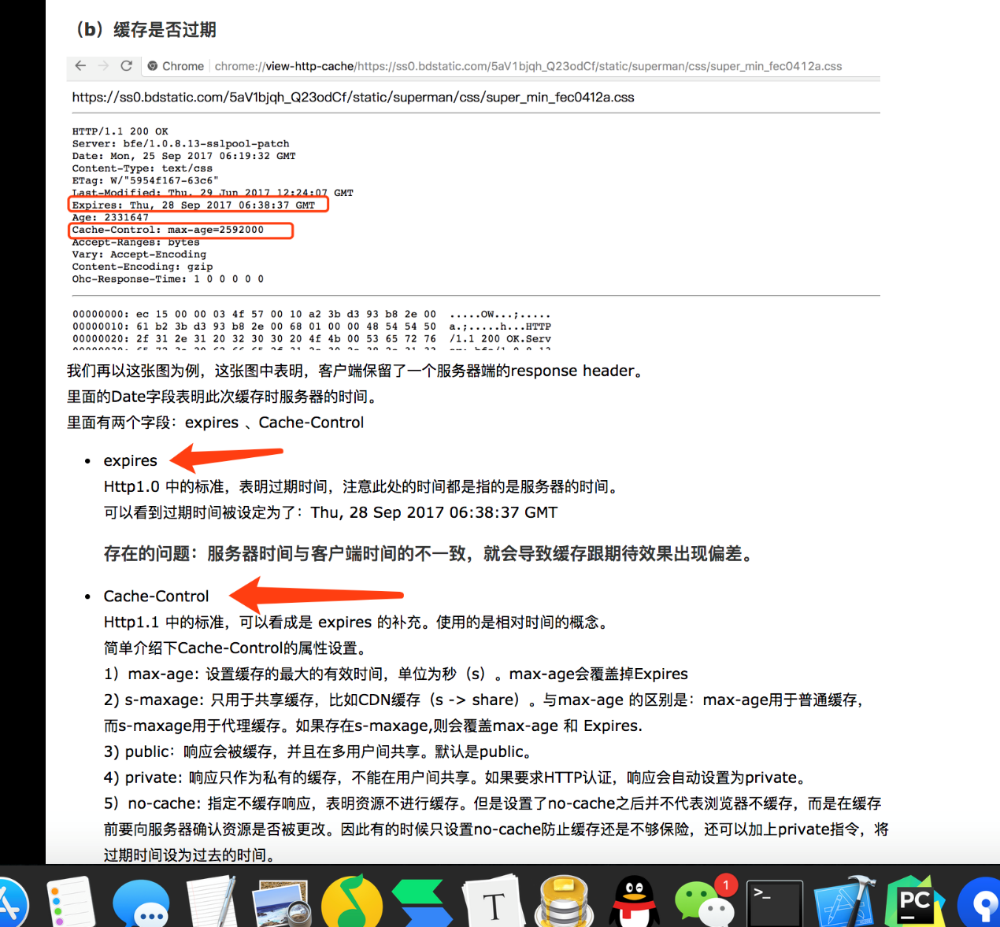 （b）缓存是否过期
Chrome chrome://view-http-cache/https://ss0.bdstatic.com/5aV1bjqh_Q23odCf/static/superman/css/super_min_fec0412a.css
https://ss0.bdstatic.com/5aV1bjqh_Q23odCf/static/superman/css/super_min_fec0412a.css
HTTP/1.1 200 OK
Server: bfe/1.0.8.13-sslpool-patch
Date: Mon, 25 Sep 2017 06:19:32 GMT
Content-Type: text/css
ETag: W/"5954f167-63c6"
Last-Modified: Thu, 29 Jun 2017 12:24:07 GMT
Expires: Thu, 28 Sep 2017 06:38:37 GMT
Age: 2331647
Cache-Control: max-age=2592000
Accept-Ranges: bytes
Vary: Accept-Encoding
Content-Encoding: gzip
Ohc-Response-Time: 1 0 0 0 0 0
00000000: ec 15 00 00 03 4f 57 00 10 a2 3b d3 93 b8 2e 00 .....OW...;.....
00000010: 61 b2 3b d3 93 b8 2e 00 68 01 00 00 48 54 54 50 a.;.....h...HTTP
00000020: 2f 31 2e 31 20 32 30 30 20 4f 4b 00 53 65 72 76 /1.1 200 OK.Serv
我们再以这张图为例，这张图中表明，客户端保留了一个服务器端的response header。
里面的Date字段表明此次缓存时服务器的时间。
里面有两个字段：expires 、Cache-Control
• expires
Http1.0 中的标准，表明过期时间，注意此处的时间都是指的是服务器的时间。
可以看到过期时间被设定为了：Thu, 28 Sep 2017 06:38:37 GMT
存在的问题：服务器时间与客户端时间的不一致，就会导致缓存跟期待效果出现偏差。
• Cache-Control
Http1.1 中的标准，可以看成是 expires 的补充。使用的是相对时间的概念。
简单介绍下Cache-Control的属性设置。
1）max-age: 设置缓存的最大的有效时间，单位为秒（s）。max-age会覆盖掉Expires
2) s-maxage: 只用于共享缓存，比如CDN缓存（s -> share）。与max-age 的区别是：max-age用于普通缓存，
而s-maxage用于代理缓存。如果存在s-maxage,则会覆盖max-age 和 Expires.
3) public：响应会被缓存，并且在多用户间共享。默认是public。
4) private: 响应只作为私有的缓存，不能在用户间共享。如果要求HTTP认证，响应会自动设置为private。
5）no-cache: 指定不缓存响应，表明资源不进行缓存。但是设置了no-cache之后并不代表浏览器不缓存，而是在缓存
前要向服务器确认资源是否被更改。因此有的时候只设置no-cache防止缓存还是不够保险，还可以加上private指令，将
过期时间设为过去的时间。
T
1
>_
PC